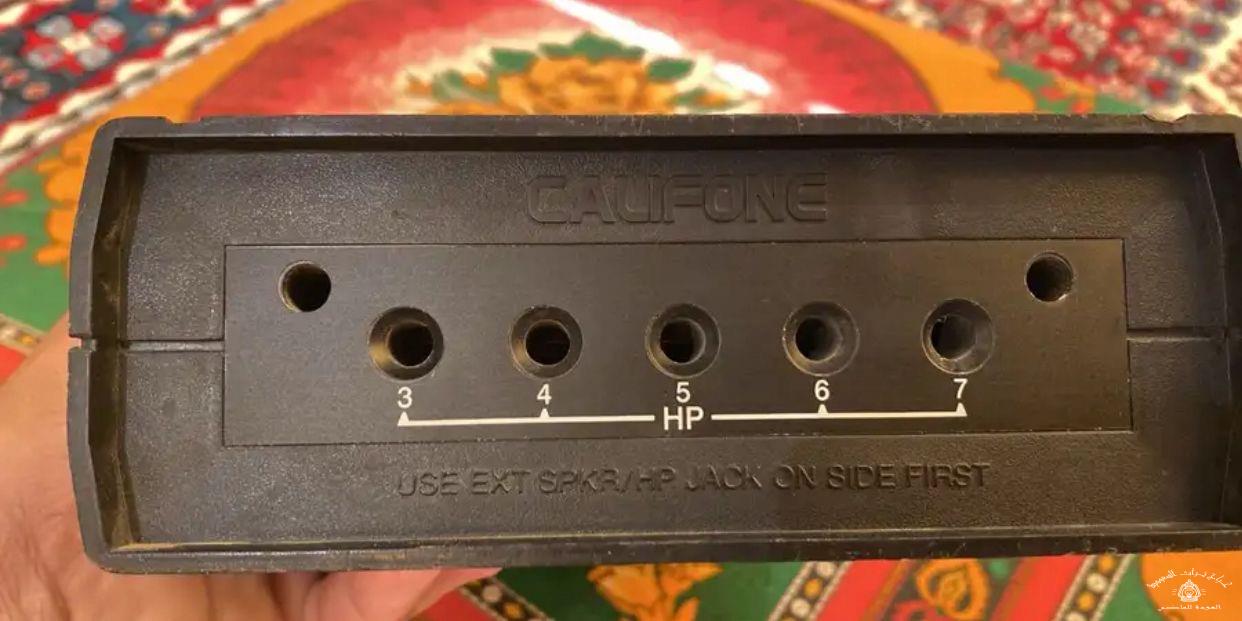 CALIFONE
3 4 5 6 7
HP
USE EXT SPKR/HP JACK ON SIDE FIRST